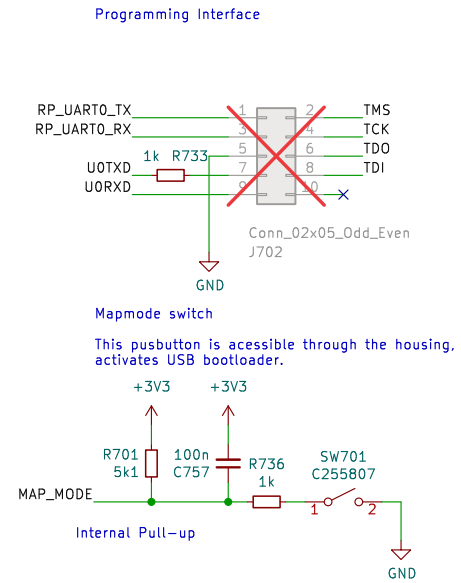 Programming Interface
RP_UART0_TX 1 2 TMS
RP_UART0_RX 3 4 TCK
5 6 TDO
1k R733
U0TXD 7 8 TDI
U0RXD 9 10
Conn_02x05_Odd_Even
J702
GND
Mapmode switch
This pusbutton is acessible through the housing,
activates USB bootloader.
+3V3 +3V3
R701 100n
5k1 C757
R736
1k
SW701
C255807
MAP_MODE
1 2
Internal Pull-up
GND